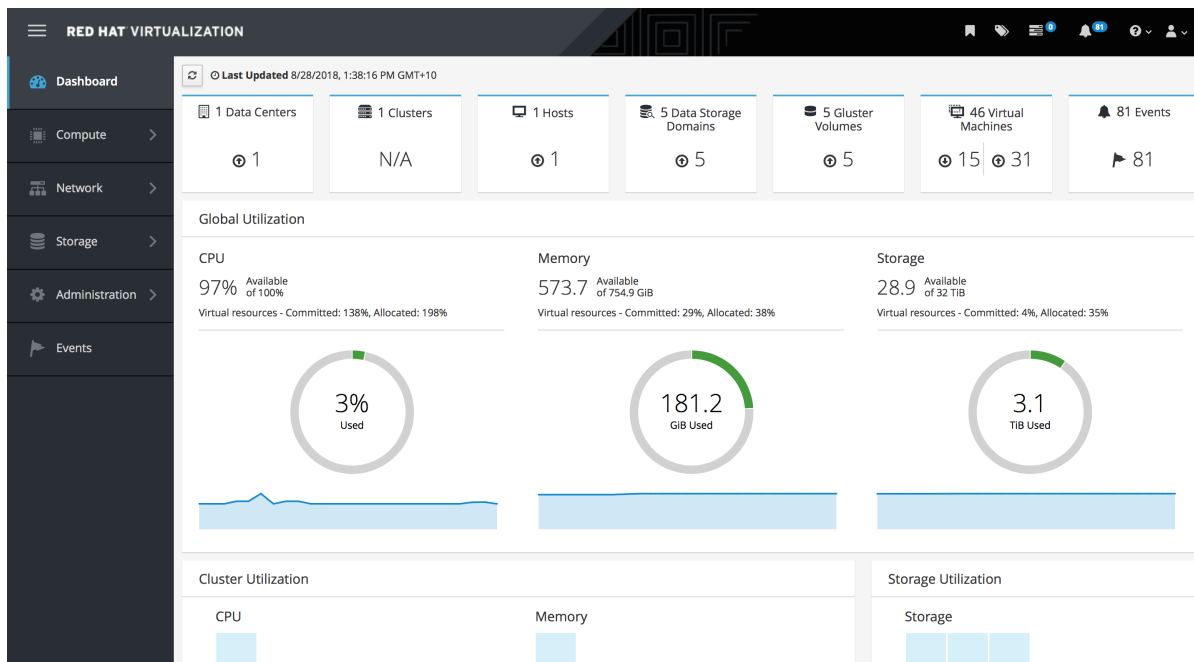 RED HAT VIRTUALIZATION
0
81
Dashboard
Compute
Network
Storage
Administration
Events
Last Updated 8/28/2018, 1:38:16 PM GMT+10
1 Data Centers
1
1 Clusters
N/A
1 Hosts
1
5 Data Storage
Domains
5
5 Gluster
Volumes
5
46 Virtual
Machines
15
31
81 Events
81
Global Utilization
CPU
97% Available
of 100%
Virtual resources - Committed: 138%, Allocated: 198%
3%
Used
Memory
573.7 Available
of 754.9 GiB
Virtual resources - Committed: 29%, Allocated: 38%
181.2
GiB Used
Storage
28.9 Available
of 32 TiB
Virtual resources - Committed: 4%, Allocated: 35%
3.1
TiB Used
Cluster Utilization
CPU
Memory
Storage Utilization
Storage